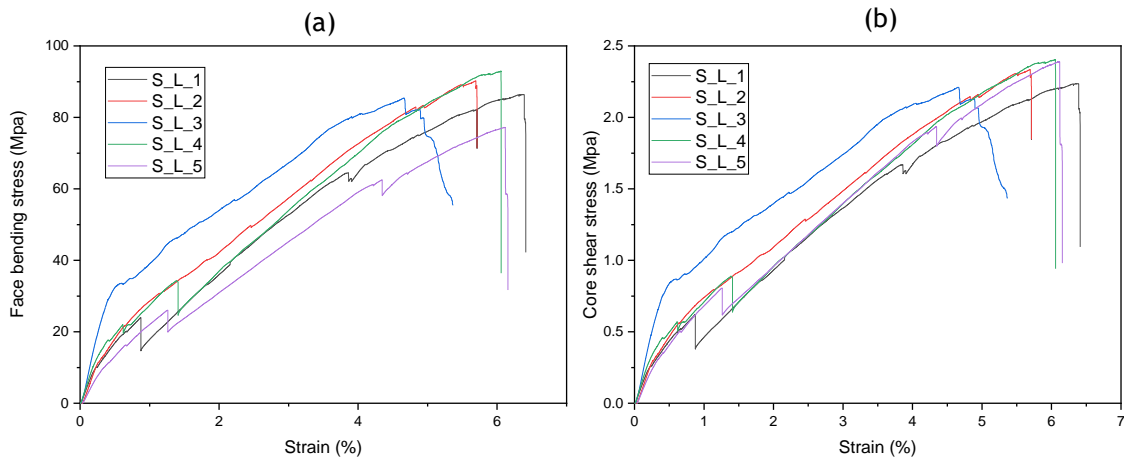 (a)
100
80
60
40
20
0
Face bending stress (Mpa)
S_L_1
S_L_2
S_L_3
S_L_4
S_L_5
0 2 4 6
Strain (%)
(b)
2.5
2.0
1.5
1.0
0.5
0.0
Core shear stress (Mpa)
S_L_1
S_L_2
S_L_3
S_L_4
S_L_5
0 1 2 3 4 5 6 7
Strain (%)